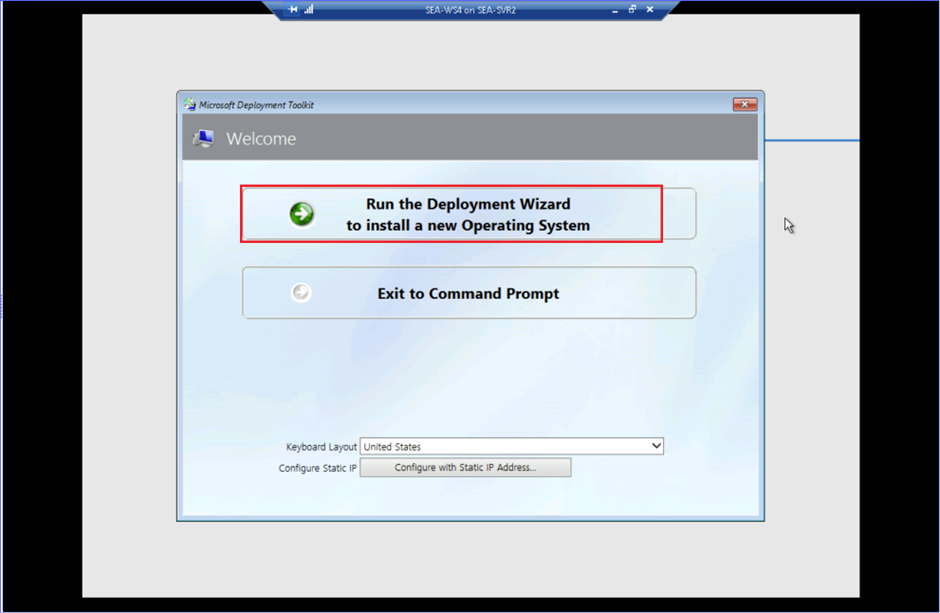 SEA-WS4 on SEA-SVR2
Microsoft Deployment Toolkit
Welcome
Run the Deployment Wizard
to install a new Operating System
Exit to Command Prompt
Keyboard Layout United States
Configure Static IP Configure with Static IP Address...